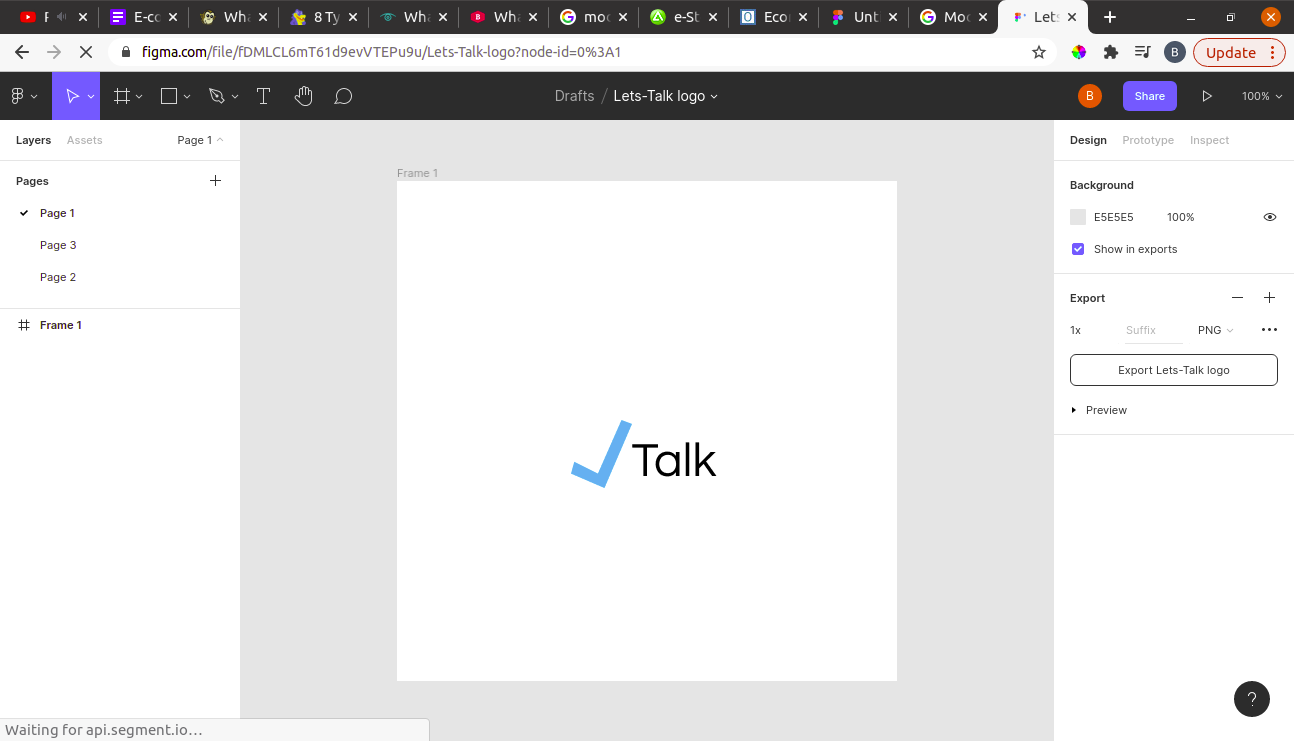 E-co
Wha
8 Ty
Wha
Wha
moc
e-St
Ecor
Unt
Moc
Lets
figma.com/file/fDMLCL6mT61d9evVTEPu9u/Lets-Talk-logo?node-id=0%3A1
B
Update
Drafts / Lets-Talk logo
B
Share
100%
Layers Assets Page 1
Pages
Page 1
Page 3
Page 2
Frame 1
Frame 1
Talk
Design Prototype Inspect
Background
E5E5E5 100%
Show in exports
Export
1x Suffix PNG
Export Lets-Talk logo
Preview
?
Waiting for api.segment.io…